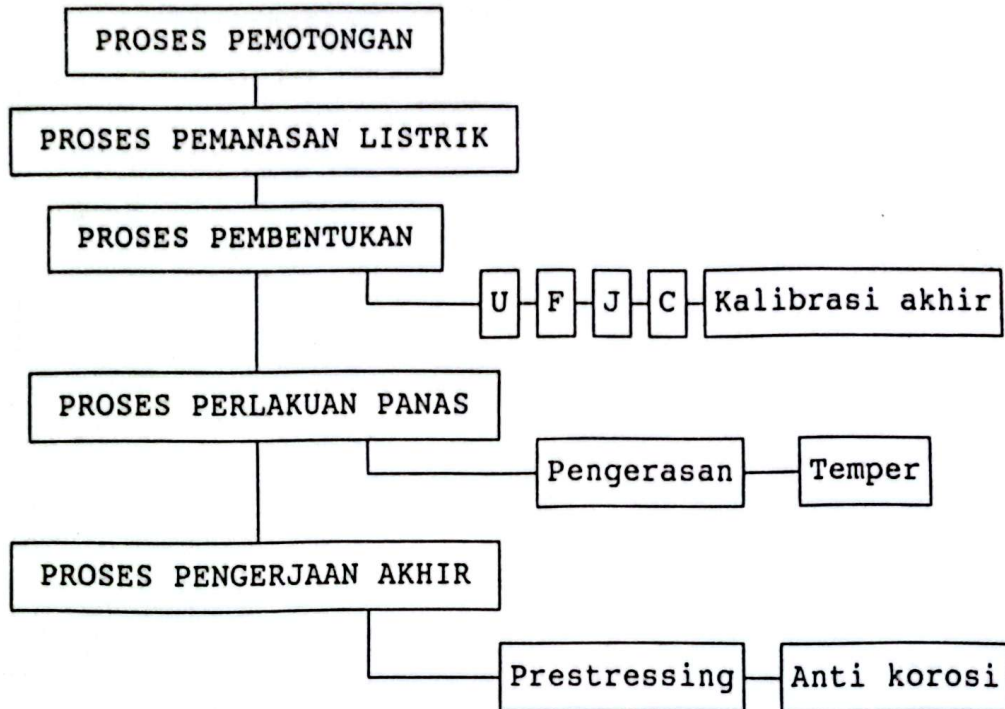 PROSES PEMOTONGAN
PROSES PEMANASAN LISTRIK
PROSES PEMBENTUKAN
U F J C Kalibrasi akhir
PROSES PERLAKUAN PANAS
Pengerasan Temper
PROSES PENGERJAAN AKHIR
Prestressing Anti korosi